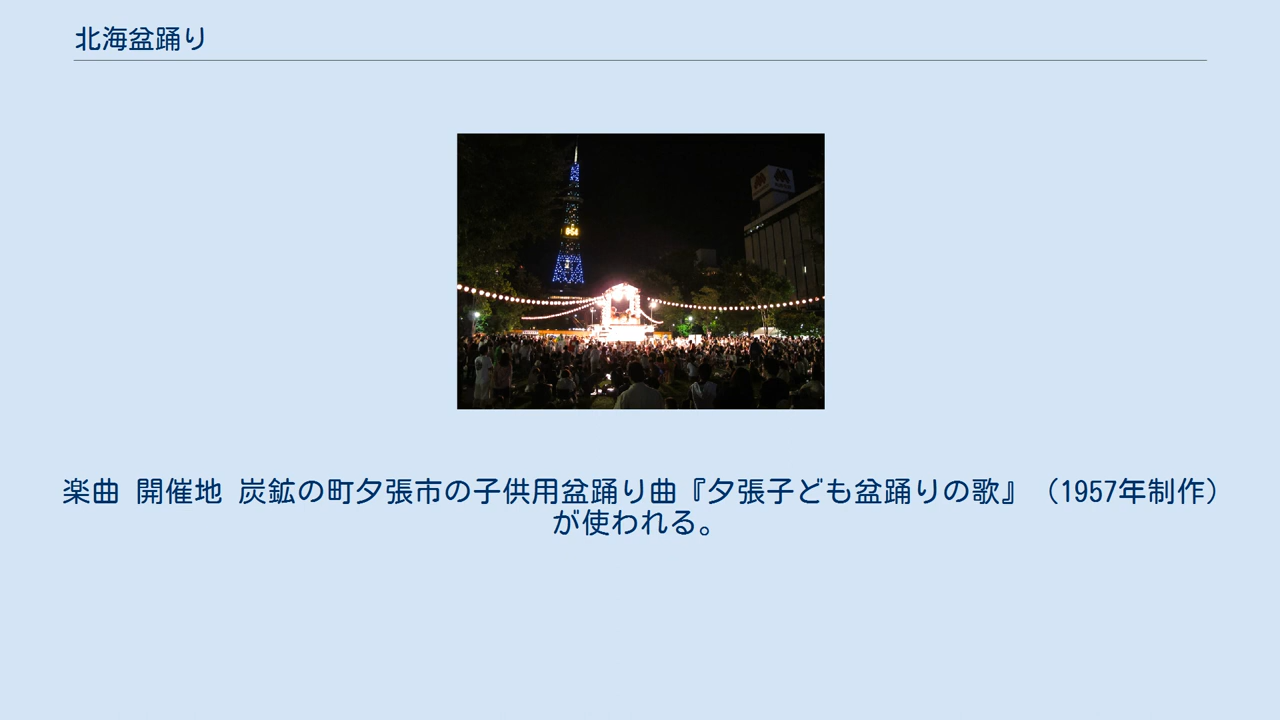 北海盆踊り
楽曲 開催地 炭鉱の町夕張市の子供用盆踊り曲『夕張子ども盆踊りの歌』（1957年制作）
が使われる。